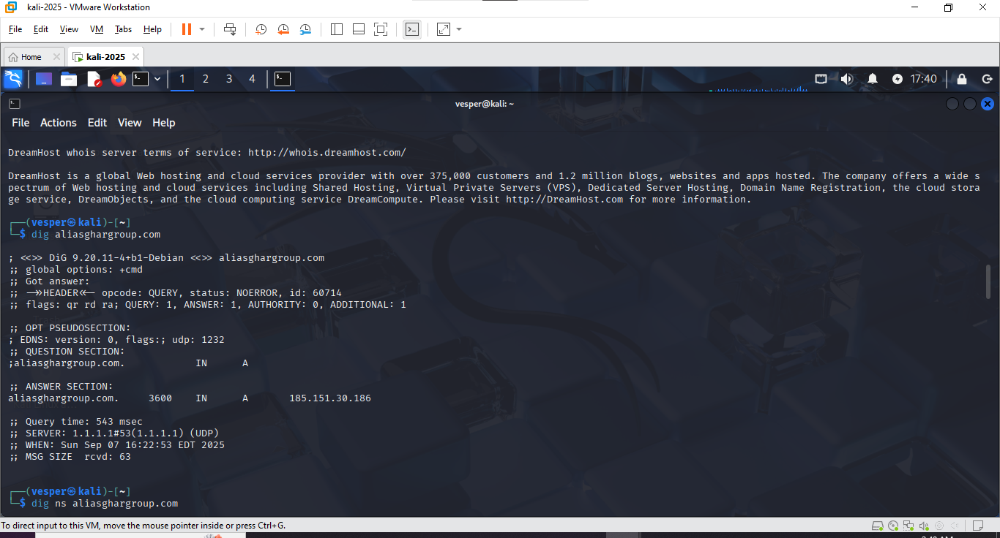 kali-2025 - VMware Workstation
File Edit View VM Tabs Help
Home kali-2025
1 2 3 4 17:40
vesper@kali: ~
File Actions Edit View Help
DreamHost whois server terms of service: http://whois.dreamhost.com/
DreamHost is a global Web hosting and cloud services provider with over 375,000 customers and 1.2 million blogs, websites and apps hosted. The company offers a wide s
pectrum of Web hosting and cloud services including Shared Hosting, Virtual Private Servers (VPS), Dedicated Server Hosting, Domain Name Registration, the cloud stora
ge service, DreamObjects, and the cloud computing service DreamCompute. Please visit http://DreamHost.com for more information.
┌──(vesper㉿kali)-[~]
└─$ dig aliasghargroup.com
; <<>> DiG 9.20.11-4+b1-Debian <<>> aliasghargroup.com
;; global options: +cmd
;; Got answer:
;; ->>HEADER<<- opcode: QUERY, status: NOERROR, id: 60714
;; flags: qr rd ra; QUERY: 1, ANSWER: 1, AUTHORITY: 0, ADDITIONAL: 1
;; OPT PSEUDOSECTION:
; EDNS: version: 0, flags:; udp: 1232
;; QUESTION SECTION:
;aliasghargroup.com. IN A
;; ANSWER SECTION:
aliasghargroup.com. 3600 IN A 185.151.30.186
;; Query time: 543 msec
;; SERVER: 1.1.1.1#53(1.1.1.1) (UDP)
;; WHEN: Sun Sep 07 16:22:53 EDT 2025
;; MSG SIZE rcvd: 63
┌──(vesper㉿kali)-[~]
└─$ dig ns aliasghargroup.com
To direct input to this VM, move the mouse pointer inside or press Ctrl+G.